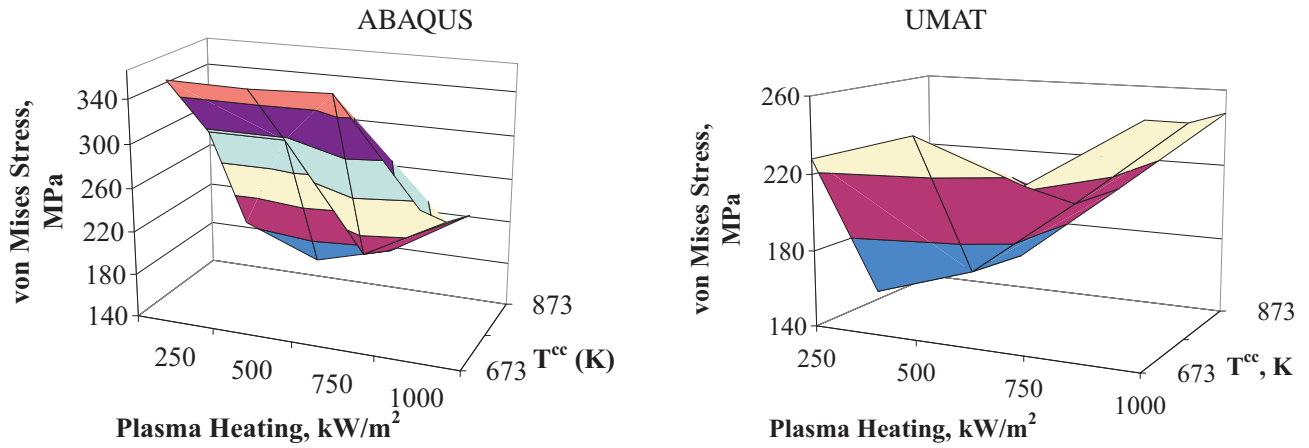 ABAQUS
von Mises Stress,
MPa
340
300
260
220
180
140
250
500
750
1000
673
873
T^cc (K)
Plasma Heating, kW/m²
UMAT
von Mises Stress,
MPa
260
220
180
140
250
500
750
1000
673
873
T^cc, K
Plasma Heating, kW/m²